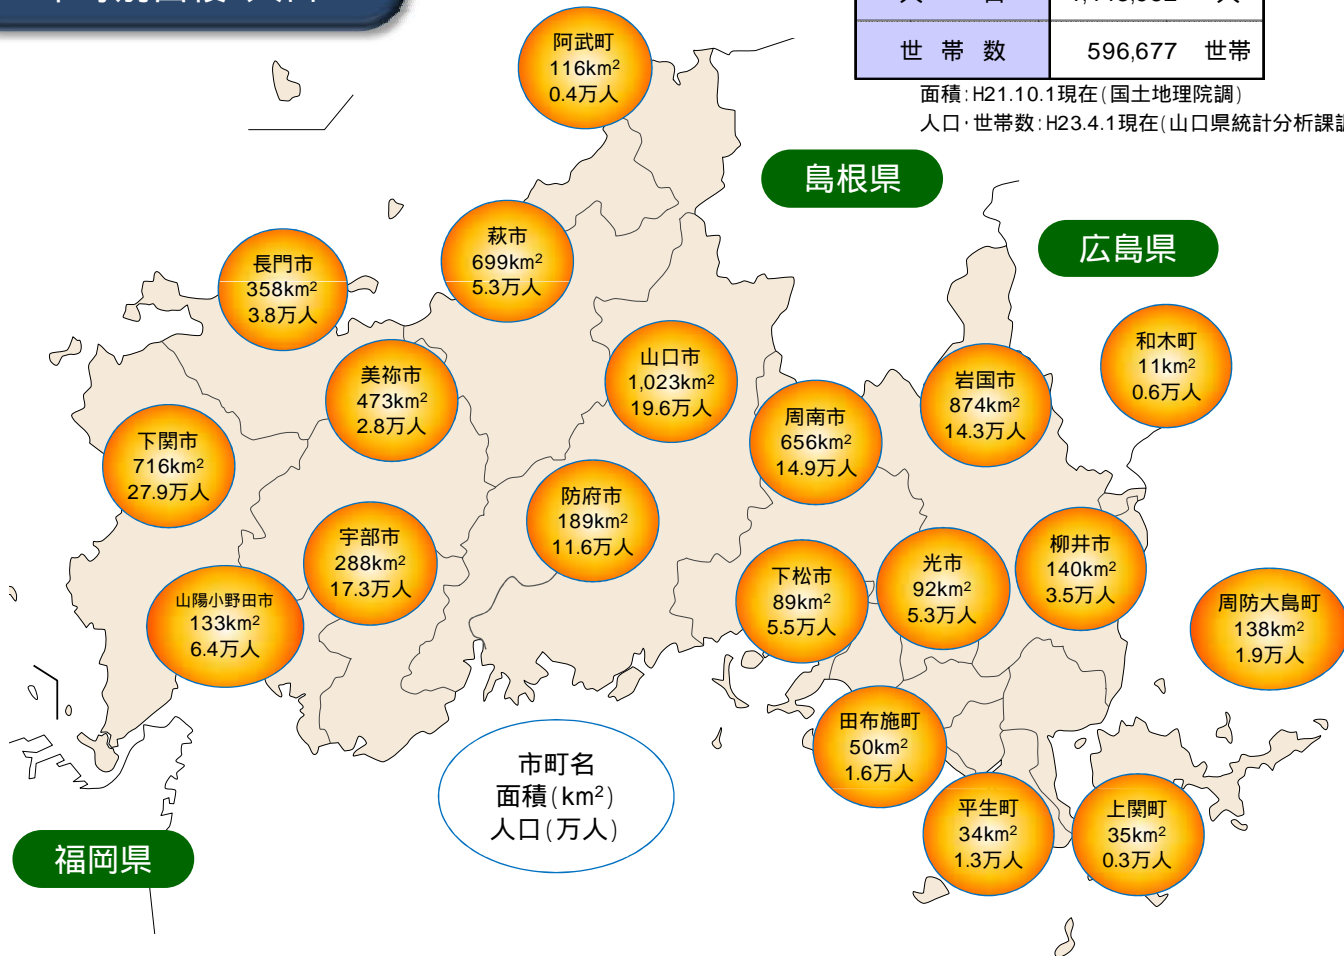 世帯数 596,677 世帯
面積:H21.10.1現在(国土地理院調)
人口・世帯数:H23.4.1現在(山口県統計分析課調
阿武町
116km²
0.4万人
島根県
広島県
萩市
699km²
5.3万人
長門市
358km²
3.8万人
和木町
11km²
0.6万人
山口市
1,023km²
19.6万人
美祢市
473km²
2.8万人
岩国市
874km²
14.3万人
周南市
656km²
14.9万人
下関市
716km²
27.9万人
防府市
189km²
11.6万人
宇部市
288km²
17.3万人
柳井市
140km²
3.5万人
光市
92km²
5.3万人
下松市
89km²
5.5万人
山陽小野田市
133km²
6.4万人
周防大島町
138km²
1.9万人
田布施町
50km²
1.6万人
市町名
面積(km²)
人口(万人)
平生町
34km²
1.3万人
上関町
35km²
0.3万人
福岡県